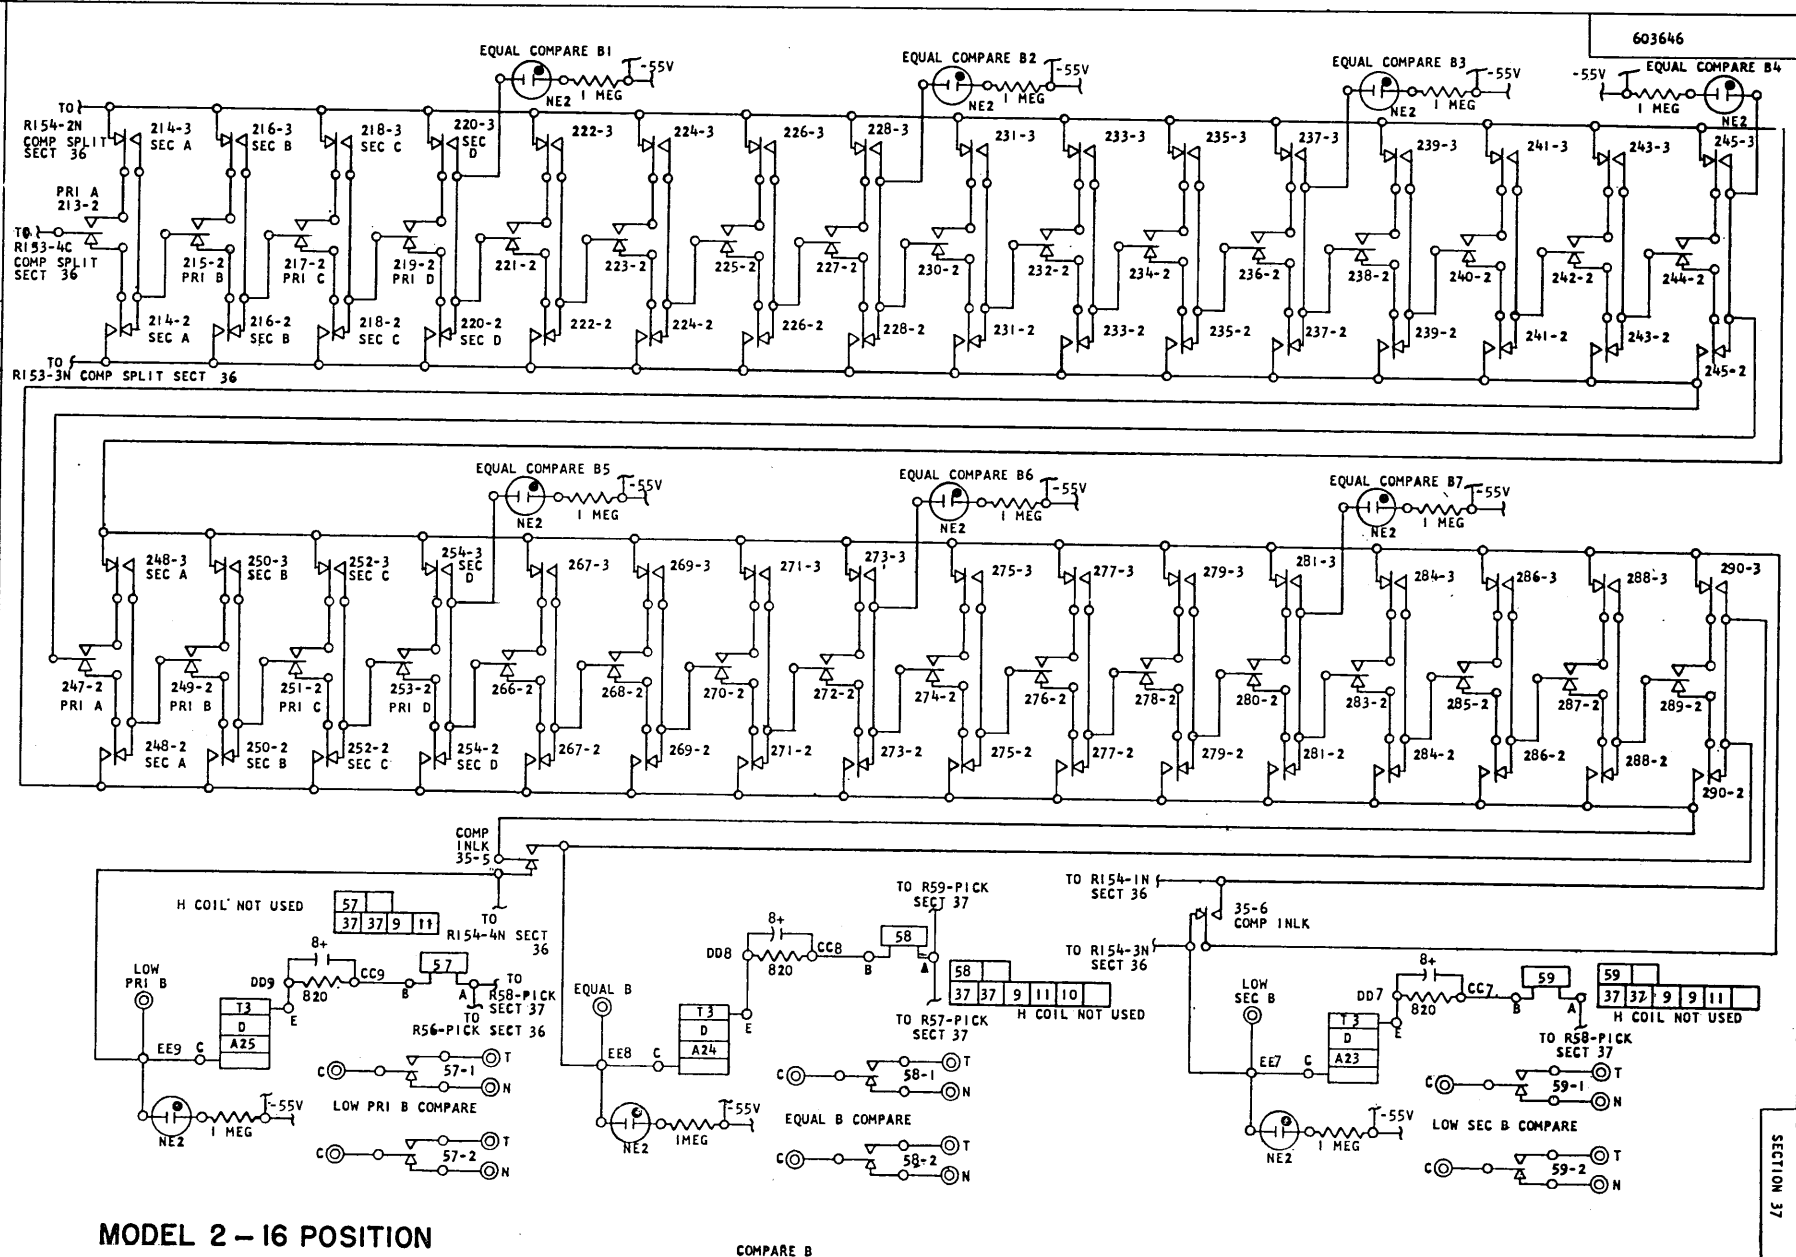 603646
EQUAL COMPARE B1
-55V
NE2
1 MEG
EQUAL COMPARE B2
-55V
NE2
1 MEG
EQUAL COMPARE B3
-55V
NE2
1 MEG
-55V
EQUAL COMPARE B4
1 MEG
NE2
TO
R154-2N
COMP SPLIT
SECT 36
214-3
SEC A
216-3
SEC B
218-3
SEC C
220-3
SEC
D
222-3
224-3
226-3
228-3
231-3
233-3
235-3
237-3
239-3
241-3
243-3
245-3
PRI A
213-2
TO
R153-4C
COMP SPLIT
SECT 36
215-2
PRI B
217-2
PRI C
219-2
PRI D
221-2
223-2
225-2
227-2
230-2
232-2
234-2
236-2
238-2
240-2
242-2
244-2
214-2
SEC A
216-2
SEC B
218-2
SEC C
220-2
SEC D
222-2
224-2
226-2
228-2
231-2
233-2
235-2
237-2
239-2
241-2
243-2
245-2
TO
R153-3N COMP SPLIT SECT 36
EQUAL COMPARE B5
-55V
NE2
1 MEG
EQUAL COMPARE B6
-55V
NE2
1 MEG
EQUAL COMPARE B7
-55V
NE2
1 MEG
248-3
SEC A
250-3
SEC B
252-3
SEC C
254-3
SEC
D
267-3
269-3
271-3
273-3
275-3
277-3
279-3
281-3
284-3
286-3
288-3
290-3
247-2
PRI A
249-2
PRI B
251-2
PRI C
253-2
PRI D
266-2
268-2
270-2
272-2
274-2
276-2
278-2
280-2
283-2
285-2
287-2
289-2
248-2
SEC A
250-2
SEC B
252-2
SEC C
254-2
SEC D
267-2
269-2
271-2
273-2
275-2
277-2
279-2
281-2
284-2
286-2
288-2
290-2
COMP
INLK
35-5
H COIL NOT USED
57
37 37 9 11
TO
R154-4N SECT
36
8+
DD9
820
CC9
57
B
A
TO
R58-PICK
SECT 37
TO
R56-PICK SECT 36
LOW
PRI B
T3
D
A25
E
EE9
C
NE2
1 MEG
-55V
C
57-1
T
N
LOW PRI B COMPARE
C
57-2
T
N
TO R59-PICK
SECT 37
8+
DD8
820
CC8
58
B
A
58
37 37 9 11 10
H COIL NOT USED
TO R57-PICK
SECT 37
EQUAL B
T3
D
A24
E
EE8
C
NE2
1MEG
-55V
C
58-1
T
N
EQUAL B COMPARE
C
58-2
T
N
TO R154-1N
SECT 36
35-6
COMP INLK
TO R154-3N
SECT 36
8+
DD7
820
CC7
59
B
A
59
37 37 9 9 11
H COIL NOT USED
TO R58-PICK
SECT 37
LOW
SEC B
T3
D
A23
E
EE7
C
NE2
1 MEG
-55V
C
59-1
T
N
LOW SEC B COMPARE
C
59-2
T
N
SECTION 37
MODEL 2-16 POSITION
COMPARE B